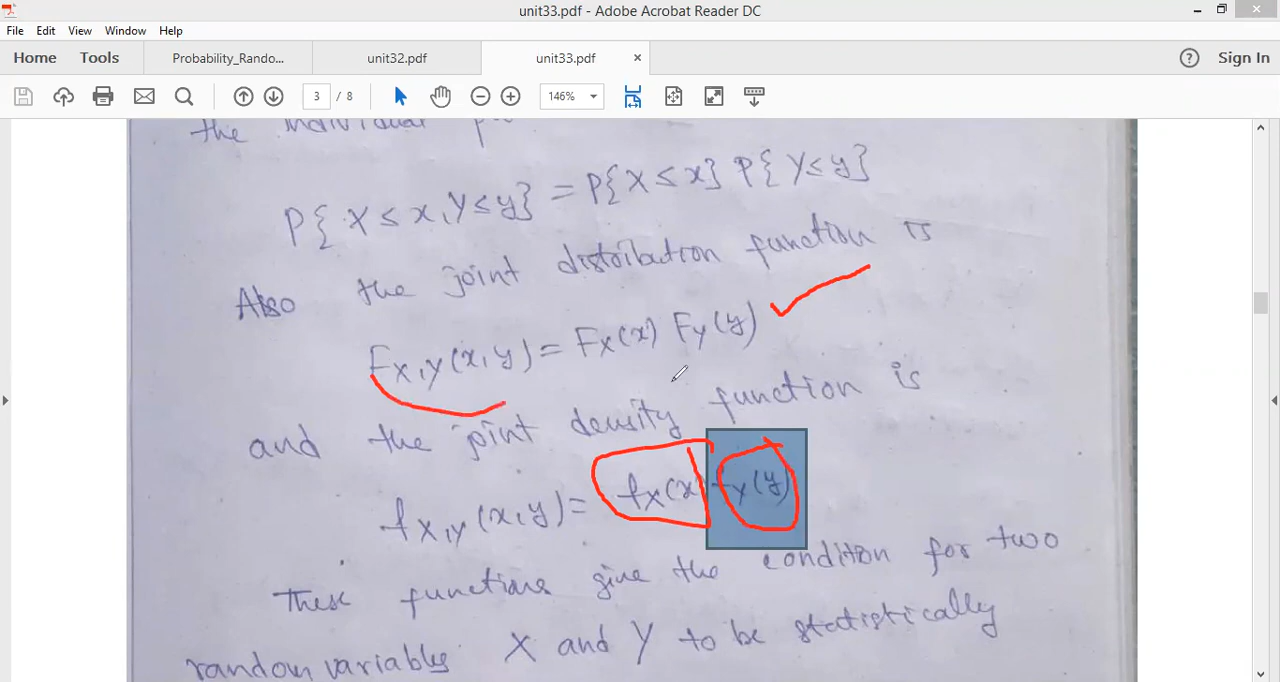 unit33.pdf - Adobe Acrobat Reader DC
File Edit View Window Help
Home Tools Probability_Rando... unit32.pdf unit33.pdf × ? Sign In
3 / 8 146%
the individual
P{X≤x,Y≤y} = P{X≤x} P{Y≤y}
Also the joint distribution function is
FX,Y(x,y) = FX(x) FY(y)
and the joint density function is
fX,Y(x,y) = fX(x) fY(y)
These functions give the condition for two
random variables X and Y to be statistically